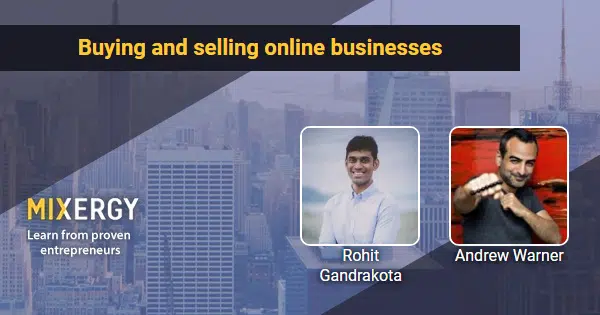 Buying and selling online businesses
MIXERGY
Learn from proven
entrepreneurs
Rohit
Gandrakota
Andrew Warner